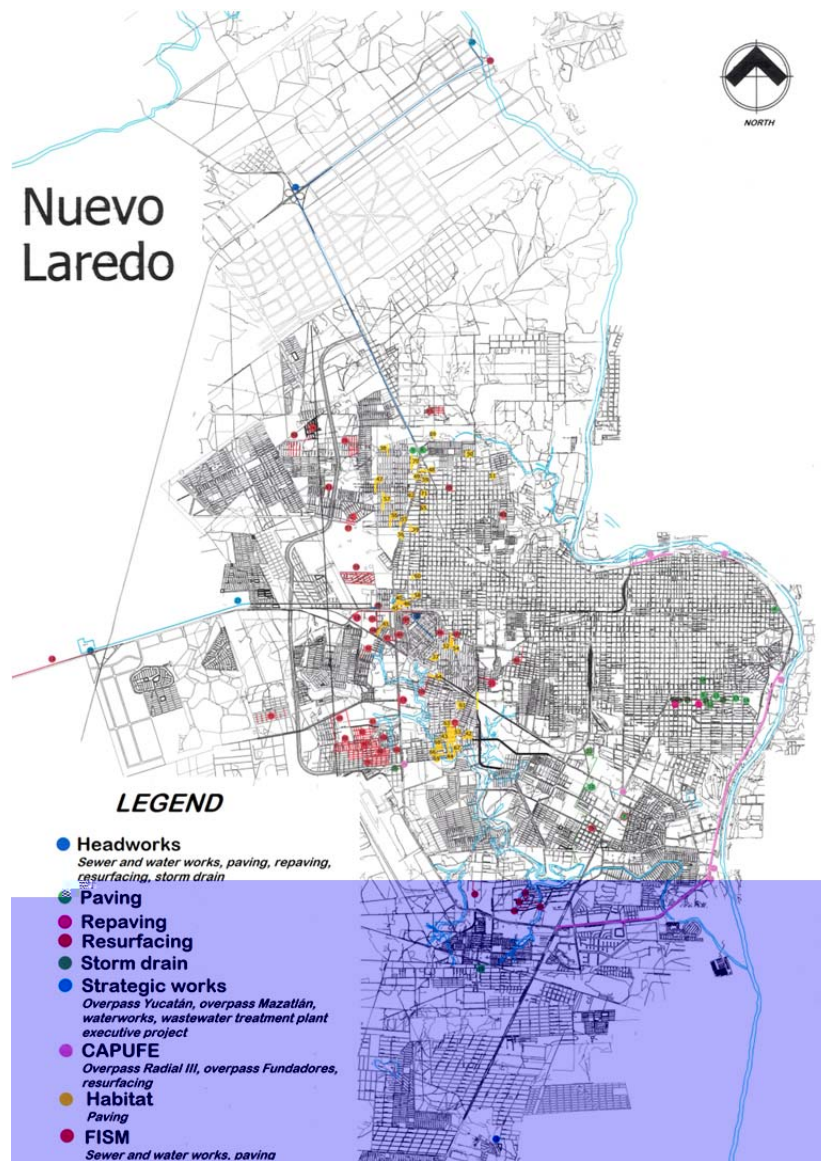 NORTH
Nuevo
Laredo
LEGEND
Headworks
Sewer and water works, paving, repaving,
resurfacing, storm drain
Paving
Repaving
Resurfacing
Storm drain
Strategic works
Overpass Yucatán, overpass Mazatlán,
waterworks, wastewater treatment plant
executive project
CAPUFE
Overpass Radial III, overpass Fundadores,
resurfacing
Habitat
Paving
FISM
Sewer and water works, paving